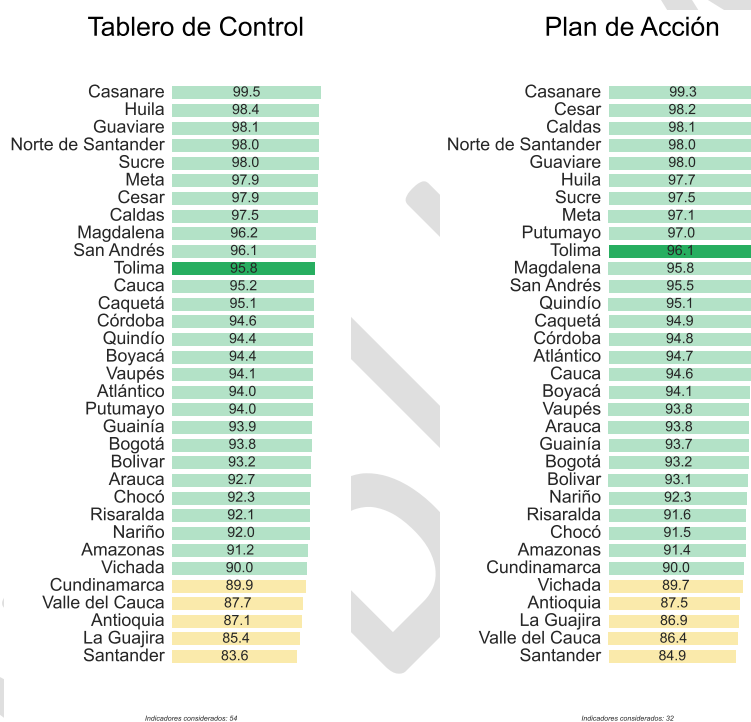 Tablero de Control
Casanare 99.5
Huila 98.4
Guaviare 98.1
Norte de Santander 98.0
Sucre 98.0
Meta 97.9
Cesar 97.9
Caldas 97.5
Magdalena 96.2
San Andrés 96.1
Tolima 95.8
Cauca 95.2
Caquetá 95.1
Córdoba 94.6
Quindío 94.4
Boyacá 94.4
Vaupés 94.1
Atlántico 94.0
Putumayo 94.0
Guainía 93.9
Bogotá 93.8
Bolivar 93.2
Arauca 92.7
Chocó 92.3
Risaralda 92.1
Nariño 92.0
Amazonas 91.2
Vichada 90.0
Cundinamarca 89.9
Valle del Cauca 87.7
Antioquia 87.1
La Guajira 85.4
Santander 83.6
Indicadores considerados: 54
Plan de Acción
Casanare 99.3
Cesar 98.2
Caldas 98.1
Norte de Santander 98.0
Guaviare 98.0
Huila 97.7
Sucre 97.5
Meta 97.1
Putumayo 97.0
Tolima 96.1
Magdalena 95.8
San Andrés 95.5
Quindío 95.1
Caquetá 94.9
Córdoba 94.8
Atlántico 94.7
Cauca 94.6
Boyacá 94.1
Vaupés 93.8
Arauca 93.8
Guainía 93.7
Bogotá 93.2
Bolivar 93.1
Nariño 92.3
Risaralda 91.6
Chocó 91.5
Amazonas 91.4
Cundinamarca 90.0
Vichada 89.7
Antioquia 87.5
La Guajira 86.9
Valle del Cauca 86.4
Santander 84.9
Indicadores considerados: 32